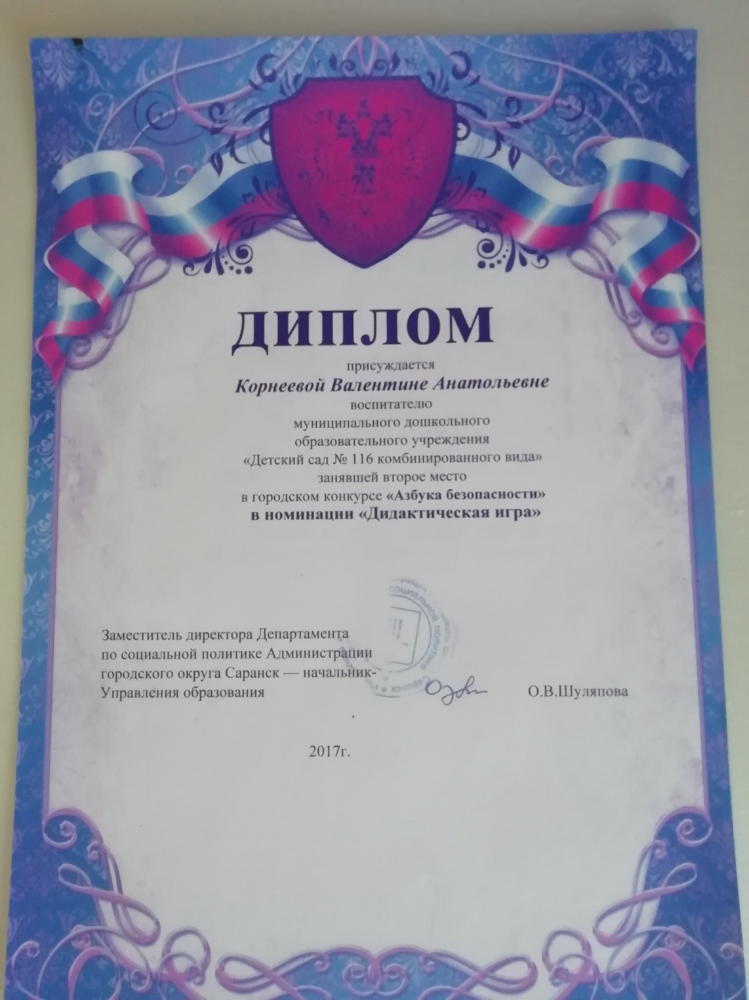 ДИПЛОМ
присуждается
Корнеевой Валентине Анатольевне
воспитателю
муниципального дошкольного
образовательного учреждения
«Детский сад № 116 комбинированного вида»
занявшей второе место
в городском конкурсе «Азбука безопасности»
в номинации «Дидактическая игра»
Заместитель директора Департамента
по социальной политике Администрации
городского округа Саранск — начальник-
Управления образования
О.В.Шуляпова
2017г.
социальной политике